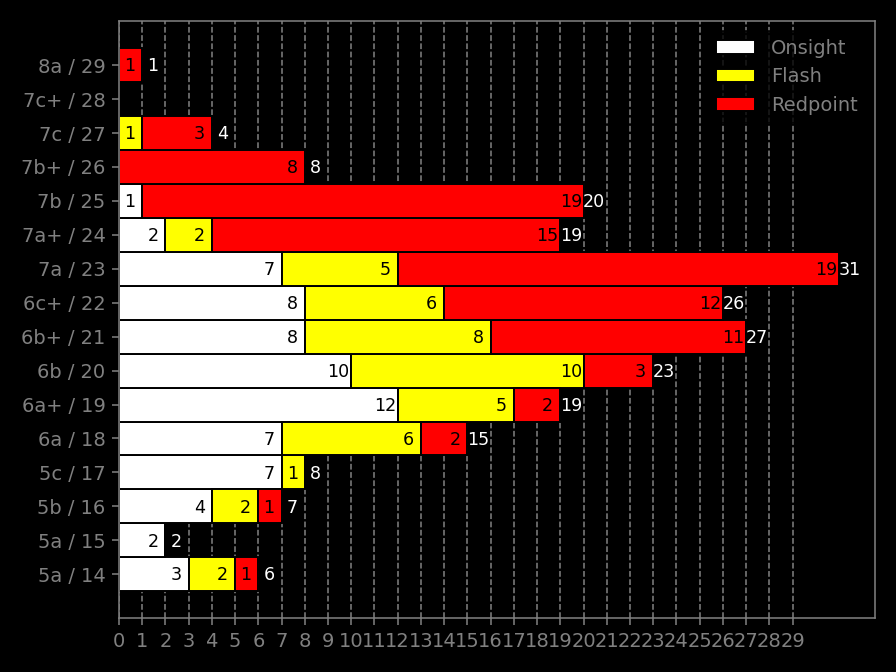 Onsight
Flash
Redpoint
8a / 29 1 1
7c+ / 28
7c / 27 1 3 4
7b+ / 26 8 8
7b / 25 1 19 20
7a+ / 24 2 2 15 19
7a / 23 7 5 19 31
6c+ / 22 8 6 12 26
6b+ / 21 8 8 11 27
6b / 20 10 10 3 23
6a+ / 19 12 5 2 19
6a / 18 7 6 2 15
5c / 17 7 1 8
5b / 16 4 2 1 7
5a / 15 2 2
5a / 14 3 2 1 6
0 1 2 3 4 5 6 7 8 9 10 11 12 13 14 15 16 17 18 19 20 21 22 23 24 25 26 27 28 29